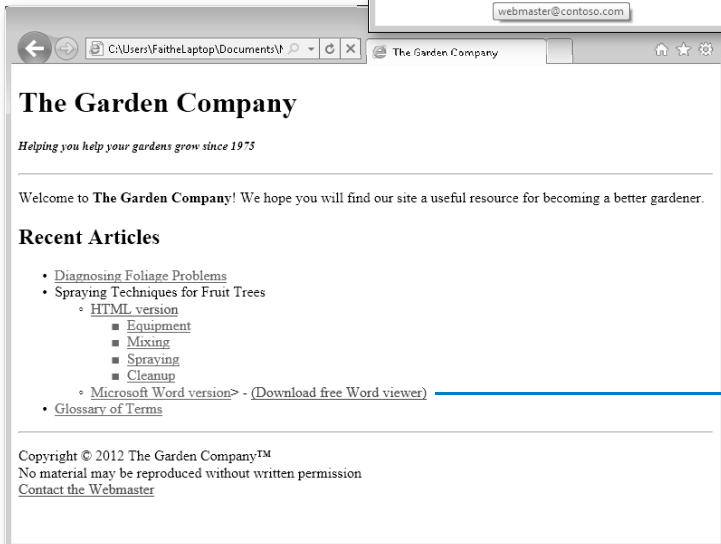 webmaster@contoso.com
C:\Users\FaitheLaptop\Documents\
The Garden Company
The Garden Company
Helping you help your gardens grow since 1975
Welcome to The Garden Company! We hope you will find our site a useful resource for becoming a better gardener.
Recent Articles
• Diagnosing Foliage Problems
• Spraying Techniques for Fruit Trees
◦ HTML version
▪ Equipment
▪ Mixing
▪ Spraying
▪ Cleanup
◦ Microsoft Word version> - (Download free Word viewer)
• Glossary of Terms
Copyright © 2012 The Garden Company™
No material may be reproduced without written permission
Contact the Webmaster